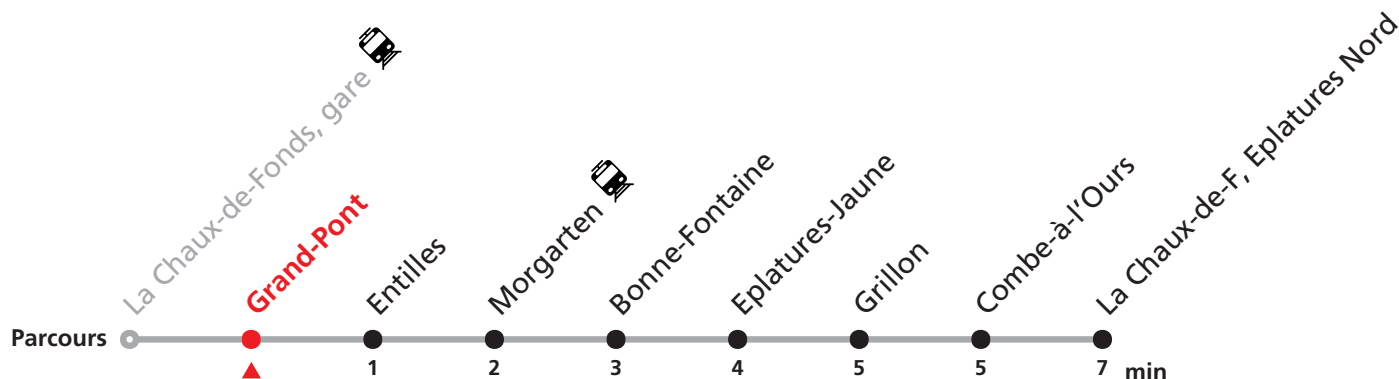 La Chaux-de-Fonds, gare
Grand-Pont
Entilles
Morgarten
Bonne-Fontaine
Eplatures-Jaune
Grillon
Combe-à-l'Ours
La Chaux-de-F, Eplatures Nord
Parcours
1 2 3 4 5 5 7 min